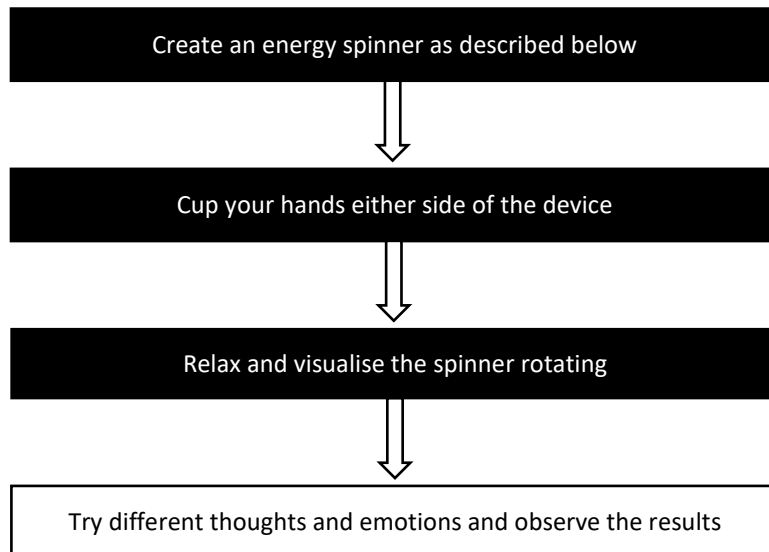 Create an energy spinner as described below
Cup your hands either side of the device
Relax and visualise the spinner rotating
Try different thoughts and emotions and observe the results